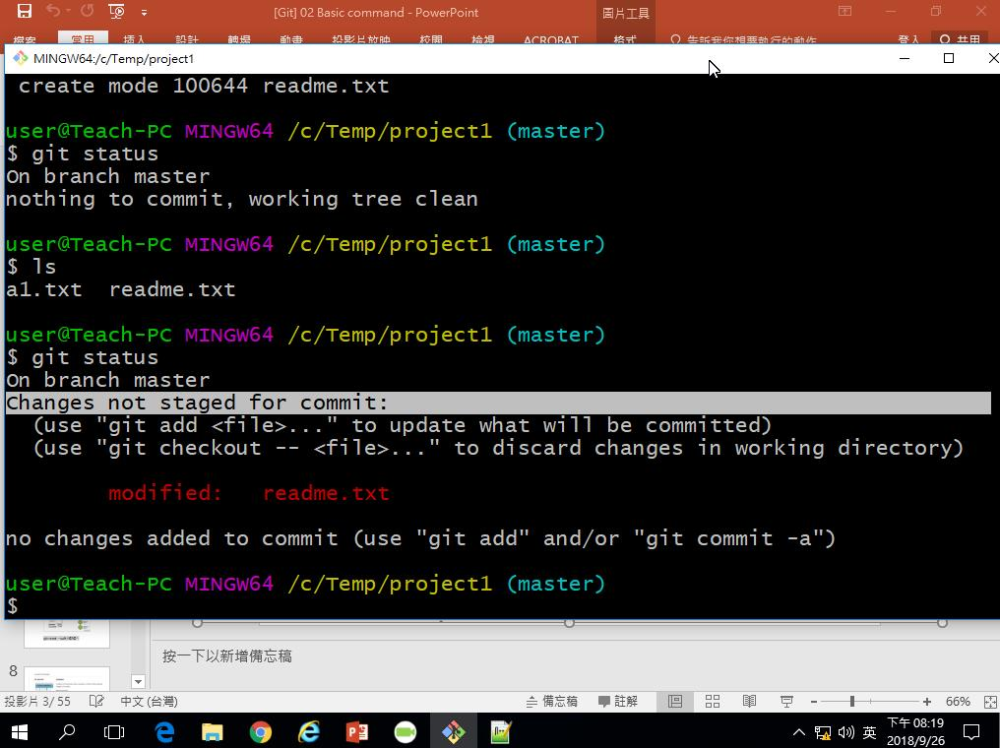 [Git] 02 Basic command - PowerPoint
圖片工具
檔案 常用 插入 設計 轉場 動畫 投影片放映 校閱 檢視 ACROBAT 格式 告訴我您想要執行的動作 登入 共用
MINGW64:/c/Temp/project1
create mode 100644 readme.txt
user@Teach-PC MINGW64 /c/Temp/project1 (master)
$ git status
On branch master
nothing to commit, working tree clean
user@Teach-PC MINGW64 /c/Temp/project1 (master)
$ ls
a1.txt readme.txt
user@Teach-PC MINGW64 /c/Temp/project1 (master)
$ git status
On branch master
Changes not staged for commit:
(use "git add <file>..." to update what will be committed)
(use "git checkout -- <file>..." to discard changes in working directory)
modified: readme.txt
no changes added to commit (use "git add" and/or "git commit -a")
user@Teach-PC MINGW64 /c/Temp/project1 (master)
$
按一下以新增備忘稿
8
投影片 3/ 55 中文 (台灣) 備忘稿 註解 66%
英
下午 08:19
2018/9/26